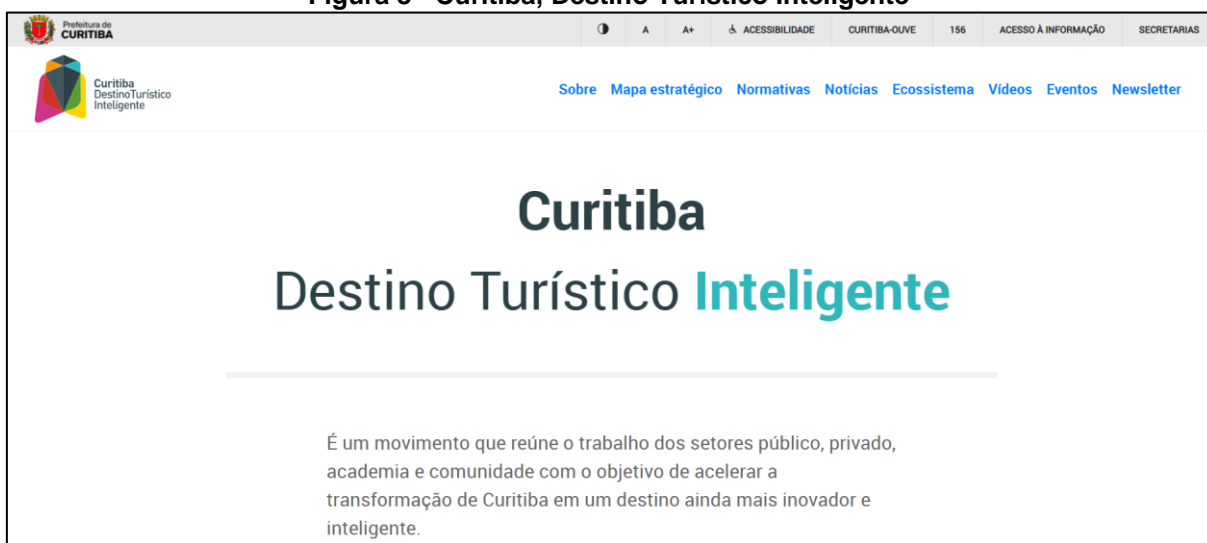 Curitiba, Destino Turístico Inteligente
Prefeitura de
CURITIBA
A A+ ACESSIBILIDADE CURITIBA-OUVE 156 ACESSO À INFORMAÇÃO SECRETARIAS
Curitiba
DestinoTurístico
Inteligente
Sobre Mapa estratégico Normativas Notícias Ecossistema Vídeos Eventos Newsletter
Curitiba
Destino Turístico Inteligente
É um movimento que reúne o trabalho dos setores público, privado,
academia e comunidade com o objetivo de acelerar a
transformação de Curitiba em um destino ainda mais inovador e
inteligente.